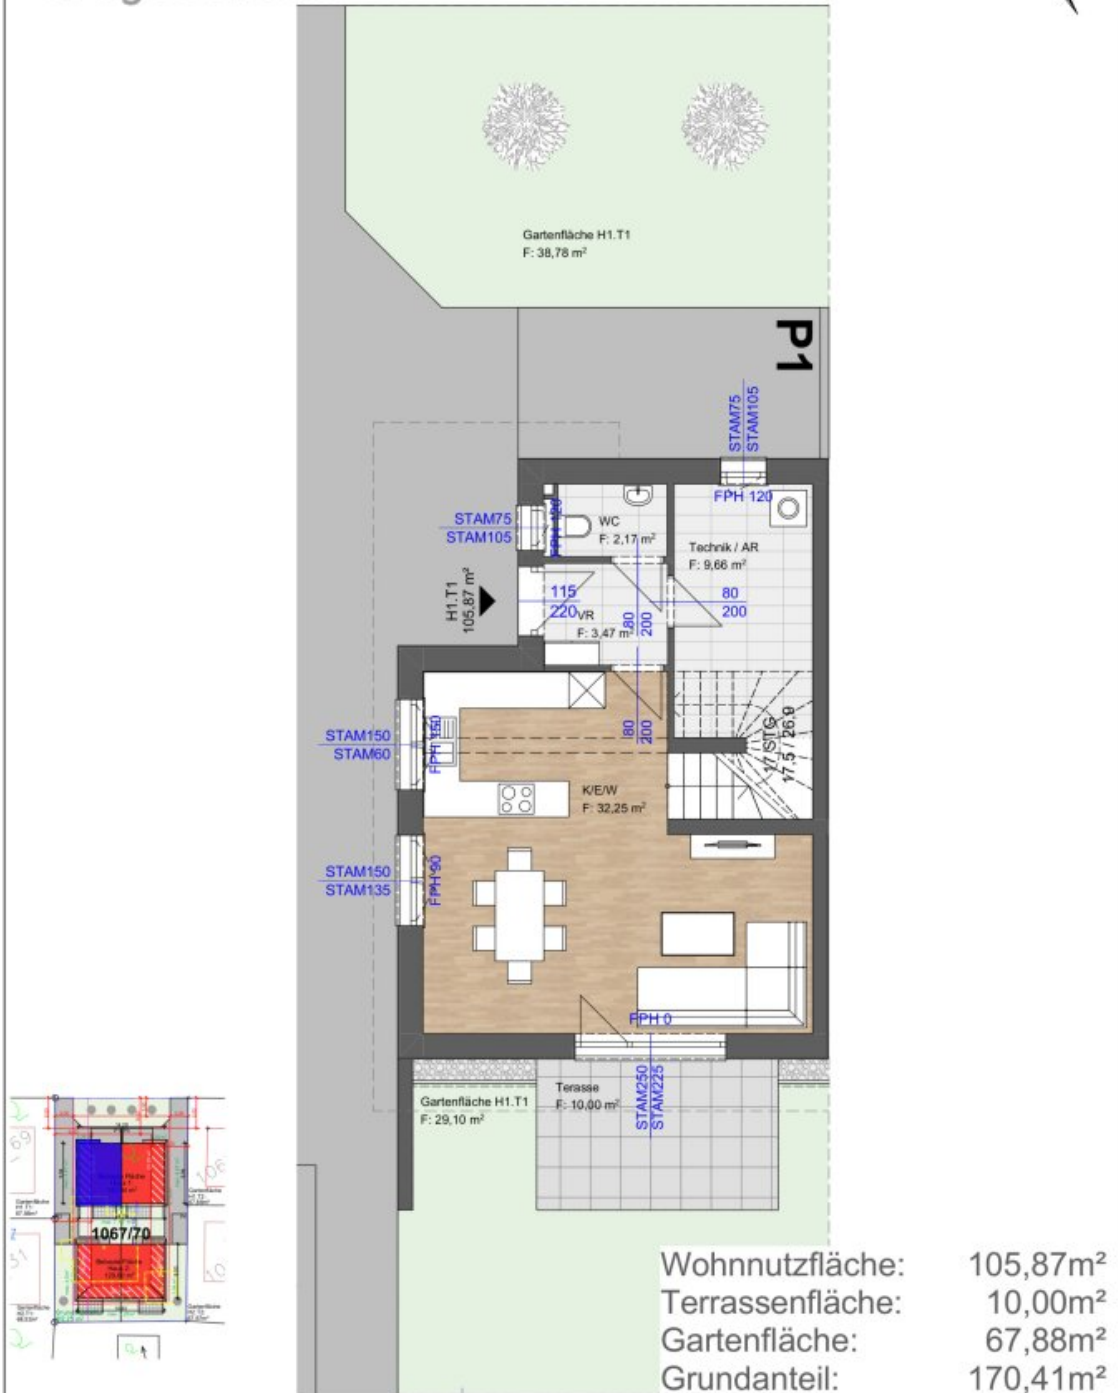 Gartenfläche H1.T1
F: 38,78 m²
P1
STAM75
STAM105
FPH 120
STAM75
STAM105
FPH 120
WC
F: 2,17 m²
Technik / AR
F: 9,66 m²
H1.T1
105,87 m²
115
220
VR
F: 3,47 m²
80
200
80
200
80
200
17 STG
17,5 / 26,9
STAM150
STAM60
FPH 160
K/E/W
F: 32,25 m²
STAM150
STAM135
FPH 90
FPH 0
STAM250
STAM225
Terasse
F: 10,00 m²
Gartenfläche H1.T1
F: 29,10 m²
1067/70
Wohnnutzfläche: 105,87m²
Terrassenfläche: 10,00m²
Gartenfläche: 67,88m²
Grundanteil: 170,41m²